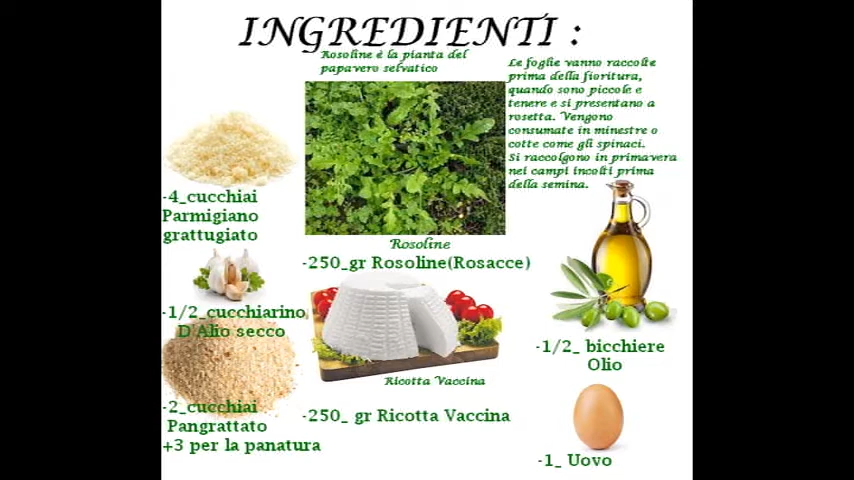 INGREDIENTI :
Rosoline è la pianta del
papavero selvatico
Le foglie vanno raccolte
prima della fioritura,
quando sono piccole e
tenere e si presentano a
rosetta. Vengono
consumate in minestre o
cotte come gli spinaci.
Si raccolgono in primavera
nei campi incolti prima
della semina.
-4_cucchiai
Parmigiano
grattugiato
Rosoline
-250_gr Rosoline(Rosacce)
-1/2_cucchiarino
D'Alio secco
-1/2_ bicchiere
Olio
Ricotta Vaccina
-250_ gr Ricotta Vaccina
-2_cucchiai
Pangrattato
+3 per la panatura
-1_ Uovo